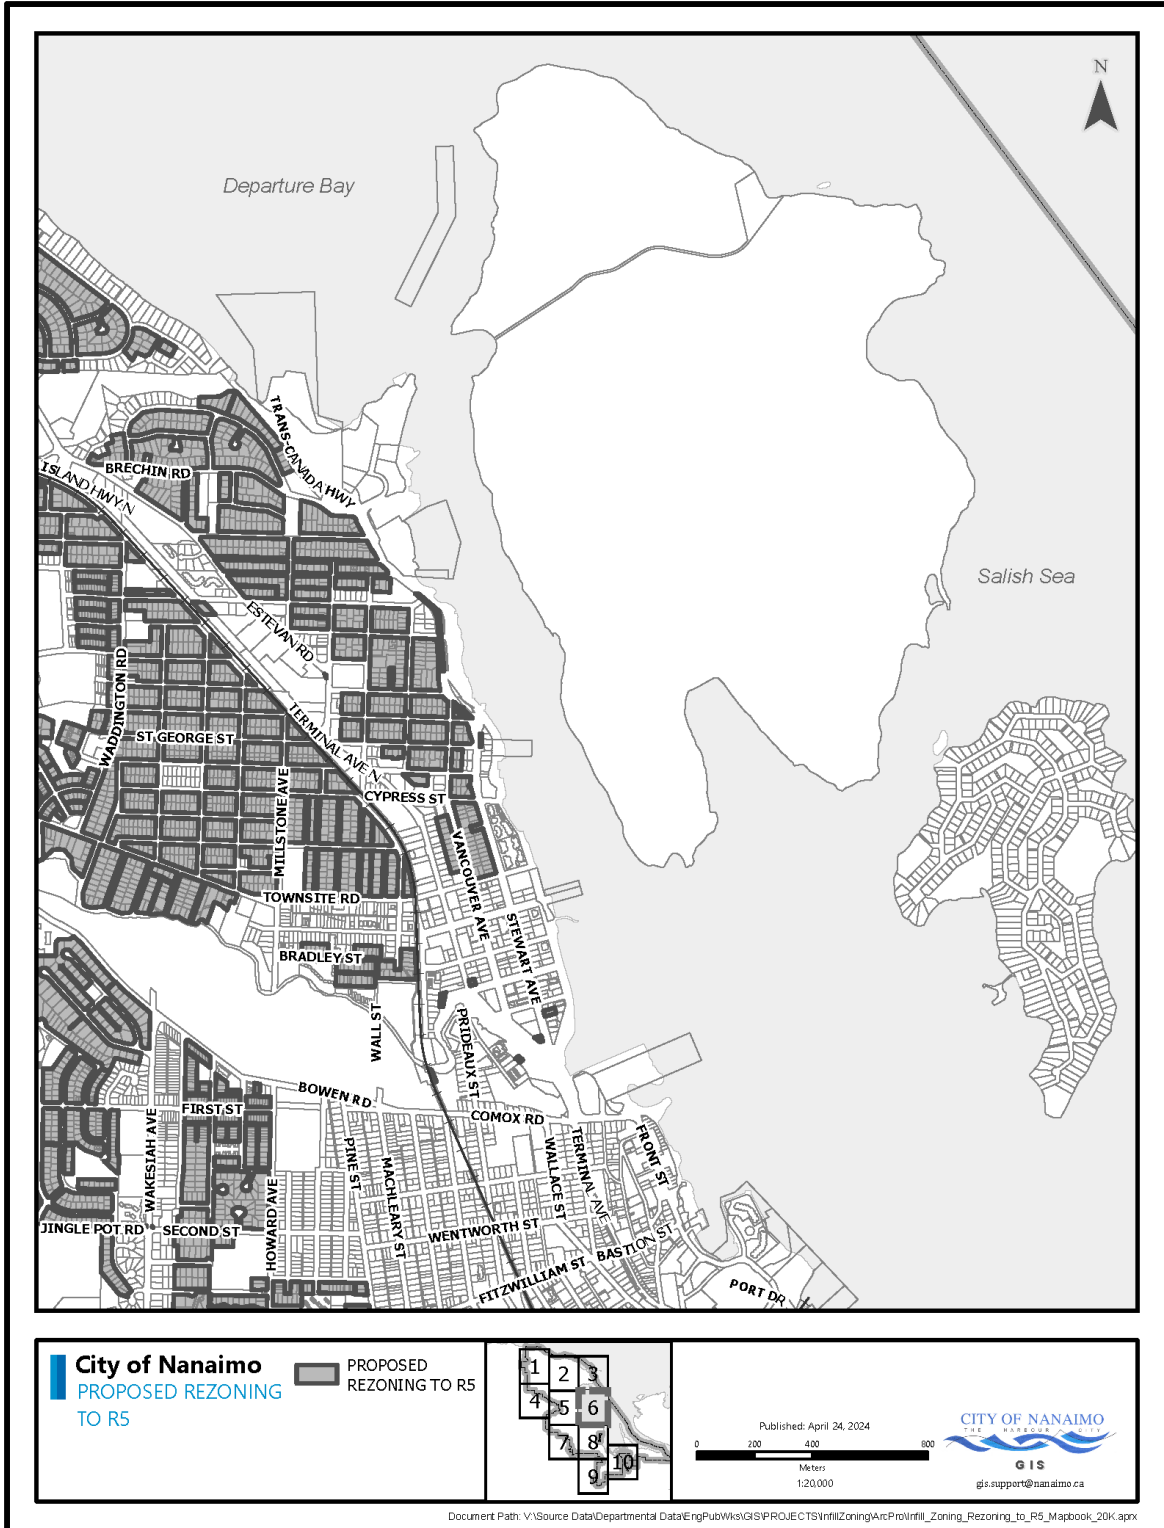 N
Departure Bay
TRANS-CANADA HWY
BRECHIN RD
ISLAND HWY N
Salish Sea
ESTEVAN RD
WADDINGTON RD
ST GEORGE ST
TERMINAL AVE N
MILLSTONE AVE
CYPRESS ST
VANCOUVER AVE
TOWNSITE RD
STEWART AVE
BRADLEY ST
WALL ST
PRIDEAUX ST
BOWEN RD
FIRST ST
COMOX RD
WAKESIAH AVE
PINE ST
MACHLEARY ST
WALLACE ST
TERMINAL AVE
FRONT ST
HOWARD AVE
JINGLE POT RD
SECOND ST
WENTWORTH ST
BASTION ST
FITZWILLIAM ST
PORT DR
City of Nanaimo
PROPOSED REZONING
TO R5
PROPOSED
REZONING TO R5
1
2
3
4
5
6
7
8
9
10
Published: April 24, 2024
0 200 400 800
Meters
1:20,000
CITY OF NANAIMO
THE HARBOUR CITY
GIS
gis.support@nanaimo.ca
Document Path: V:\Source Data\Departmental Data\EngPubWks\GIS\PROJECTS\InfillZoning\ArcPro\Infill_Zoning_Rezoning_to_R5_Mapbook_20K.aprx